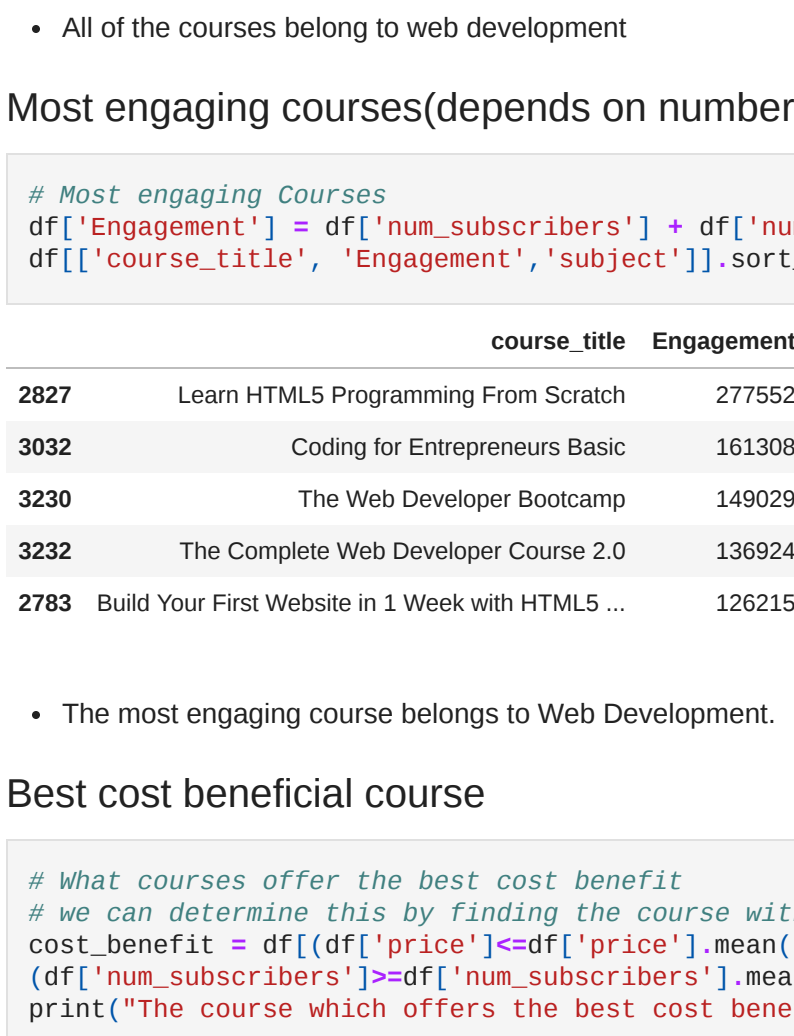 • All of the courses belong to web development
Most engaging courses(depends on number
# Most engaging Courses
df['Engagement'] = df['num_subscribers'] + df['nu
df[['course_title', 'Engagement','subject']].sort
course_title Engagement
2827 Learn HTML5 Programming From Scratch 277552
3032 Coding for Entrepreneurs Basic 161308
3230 The Web Developer Bootcamp 149029
3232 The Complete Web Developer Course 2.0 136924
2783 Build Your First Website in 1 Week with HTML5 ... 126215
• The most engaging course belongs to Web Development.
Best cost beneficial course
# What courses offer the best cost benefit
# we can determine this by finding the course wit
cost_benefit = df[(df['price']<=df['price'].mean(
(df['num_subscribers']>=df['num_subscribers'].mea
print("The course which offers the best cost bene